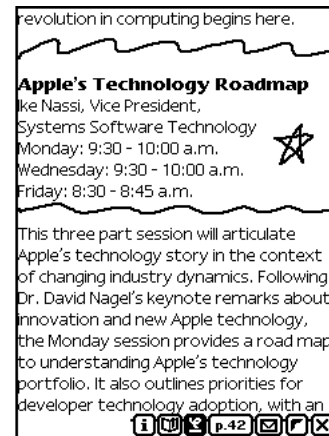 revolution in computing begins here.
Apple's Technology Roadmap
Ike Nassi, Vice President,
Systems Software Technology
Monday: 9:30 - 10:00 a.m.
Wednesday: 9:30 - 10:00 a.m.
Friday: 8:30 - 8:45 a.m.
This three part session will articulate
Apple's technology story in the context
of changing industry dynamics. Following
Dr. David Nagel's keynote remarks about
innovation and new Apple technology,
the Monday session provides a road map
to understanding Apple's technology
portfolio. It also outlines priorities for
developer technology adoption, with an
i p.42 X